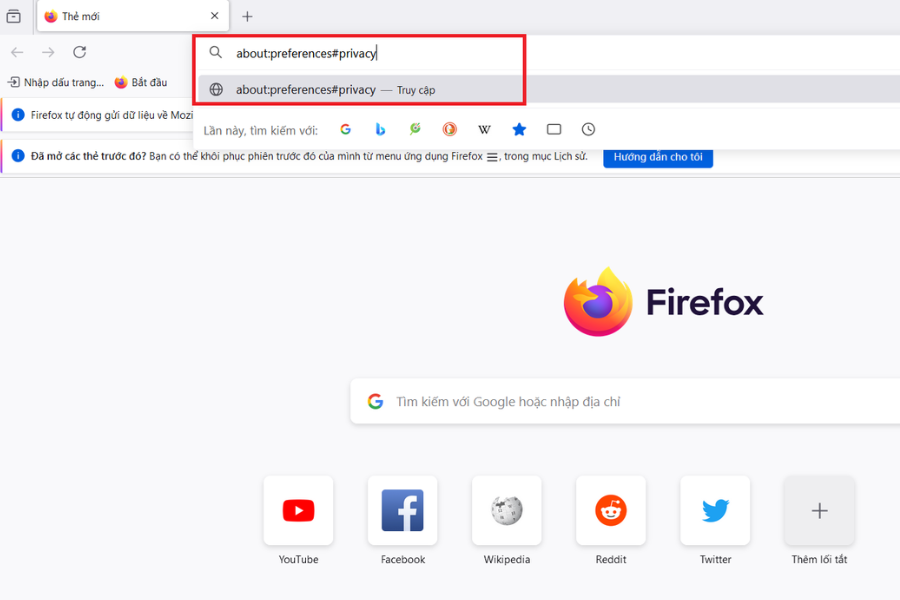 Thẻ mới
about:preferences#privacy
Nhập dấu trang... Bắt đầu
about:preferences#privacy — Truy cập
Firefox tự động gửi dữ liệu về Mozi
Lần này, tìm kiếm với:
Đã mở các thẻ trước đó? Bạn có thể khôi phục phiên trước đó của mình từ menu ứng dụng Firefox ☰, trong mục Lịch sử. Hướng dẫn cho tôi
Firefox
Tìm kiếm với Google hoặc nhập địa chỉ
YouTube Facebook Wikipedia Reddit Twitter Thêm lối tắt